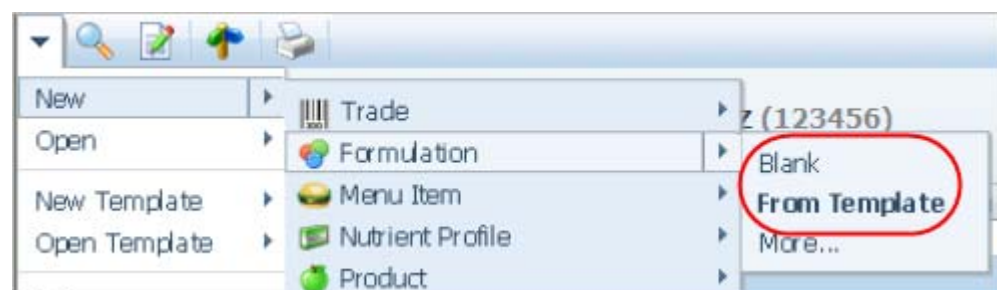 New
Open
New Template
Open Template
Trade
Formulation
Menu Item
Nutrient Profile
Product
z (123456)
Blank
From Template
More...